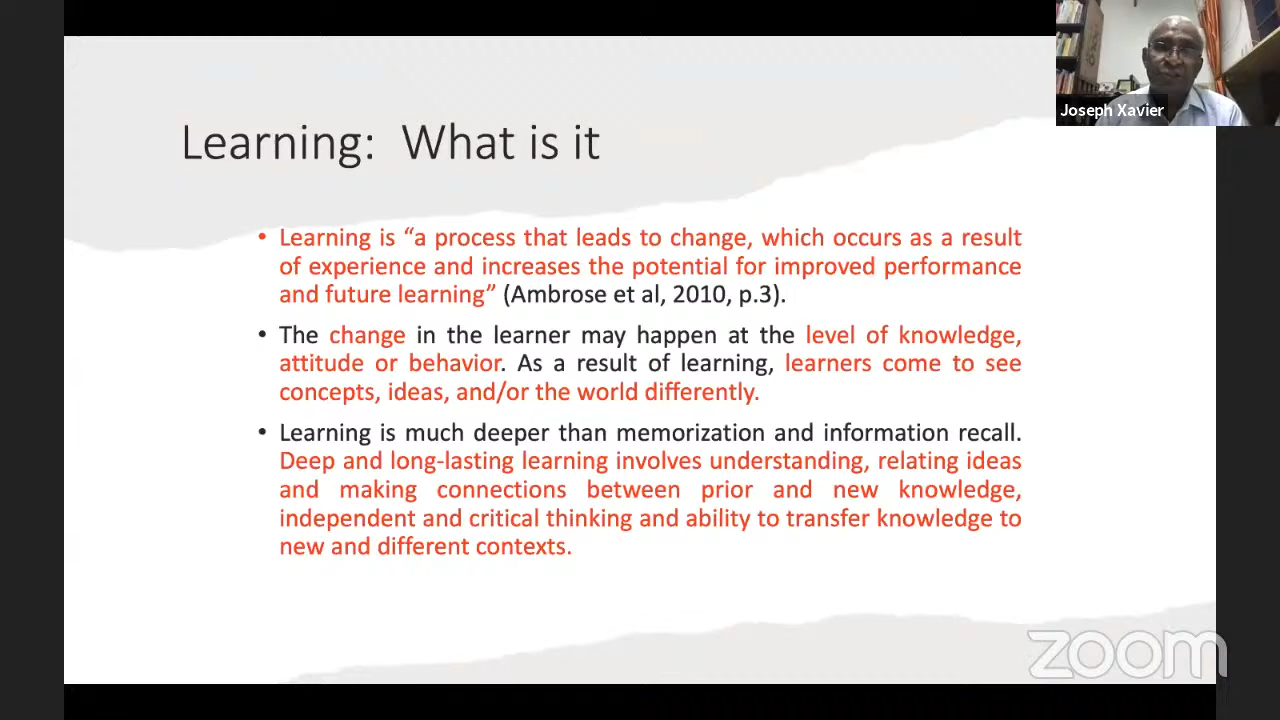 Joseph Xavier
Learning: What is it
• Learning is “a process that leads to change, which occurs as a result
of experience and increases the potential for improved performance
and future learning” (Ambrose et al, 2010, p.3).
• The change in the learner may happen at the level of knowledge,
attitude or behavior. As a result of learning, learners come to see
concepts, ideas, and/or the world differently.
• Learning is much deeper than memorization and information recall.
Deep and long-lasting learning involves understanding, relating ideas
and making connections between prior and new knowledge,
independent and critical thinking and ability to transfer knowledge to
new and different contexts.
zoom